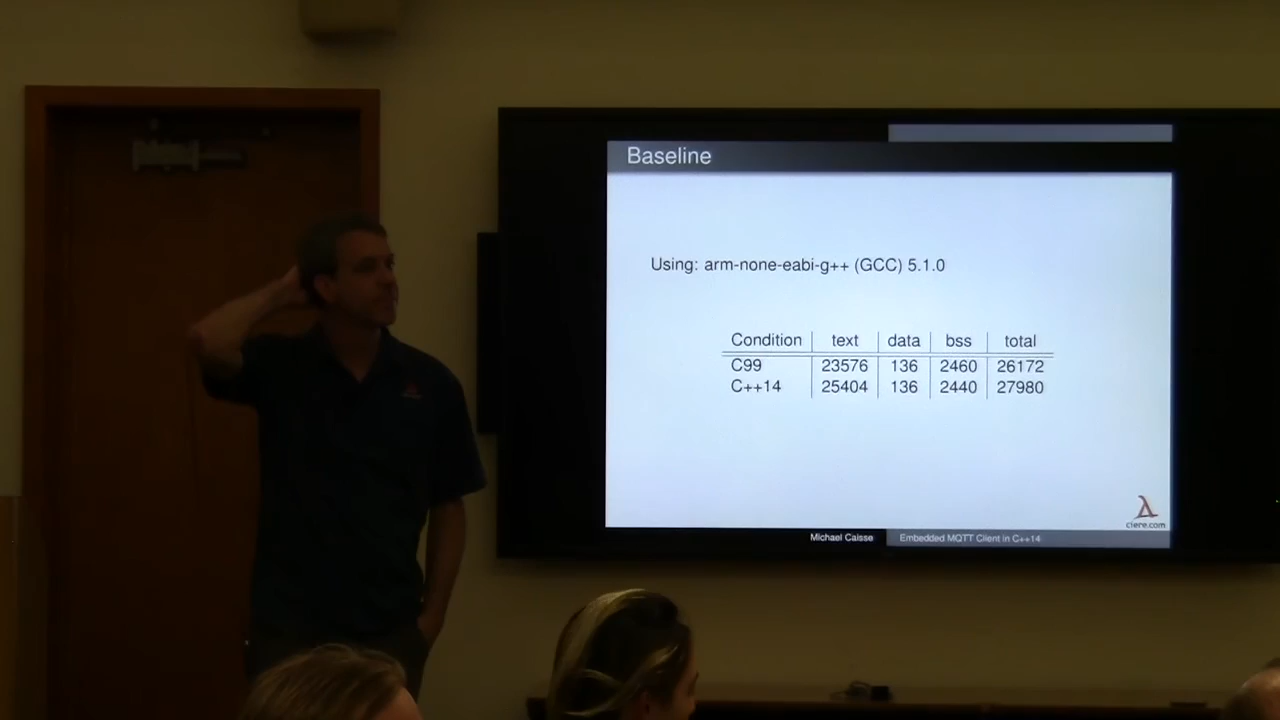 Baseline
Using: arm-none-eabi-g++ (GCC) 5.1.0
Condition text data bss total
C99 23576 136 2460 26172
C++14 25404 136 2440 27980
λ
ciere.com
Michael Caisse Embedded MQTT Client in C++14